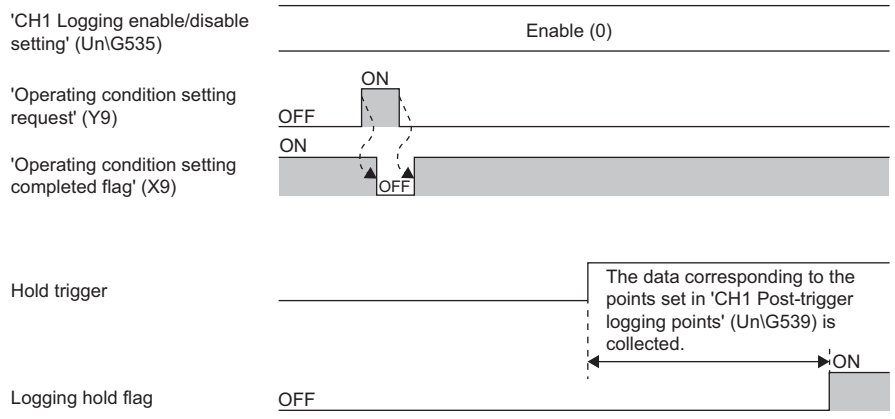 'CH1 Logging enable/disable
setting' (Un\G535)
Enable (0)
ON
'Operating condition setting
request' (Y9)
OFF
ON
'Operating condition setting
completed flag' (X9)
OFF
Hold trigger
The data corresponding to the
points set in 'CH1 Post-trigger
logging points' (Un\G539) is
collected.
ON
Logging hold flag
OFF